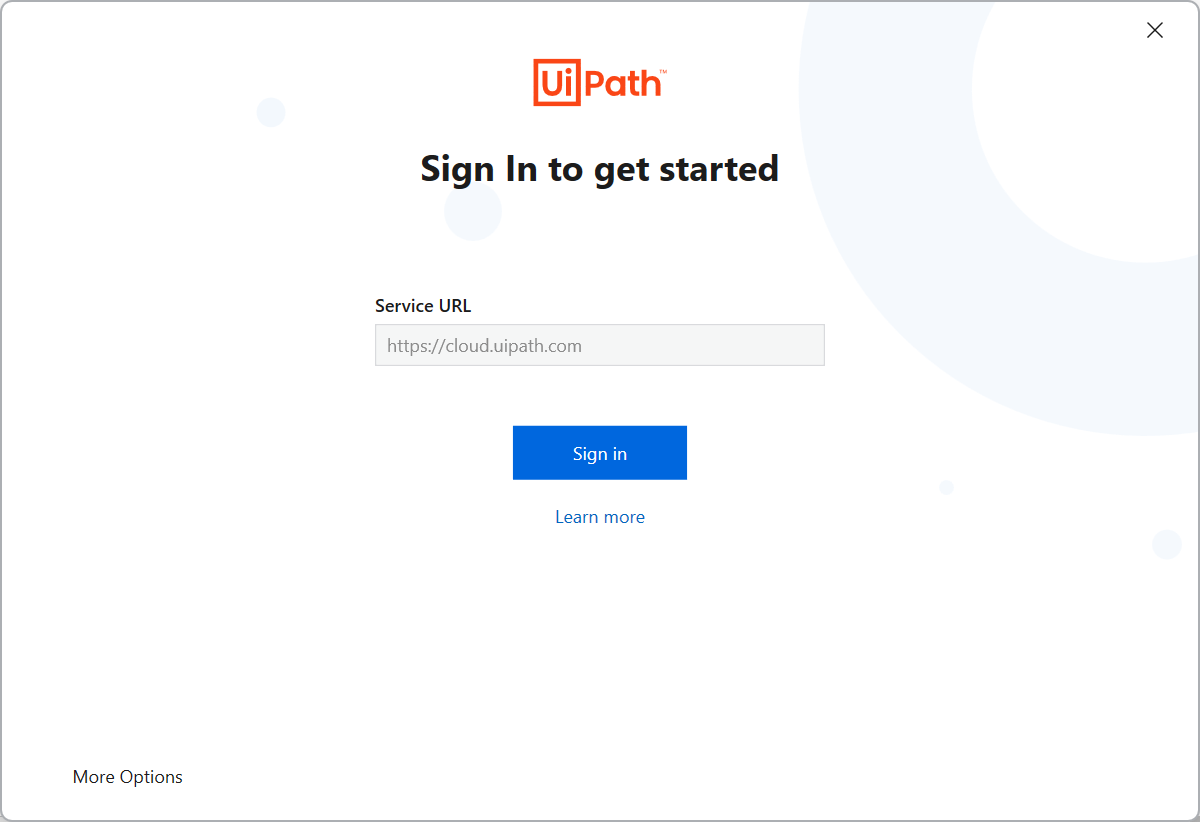 UiPath™
Sign In to get started
Service URL
https://cloud.uipath.com
Sign in
Learn more
More Options